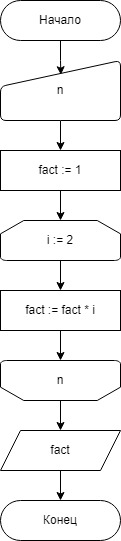 Начало
n
fact := 1
i := 2
fact := fact * i
n
fact
Конец